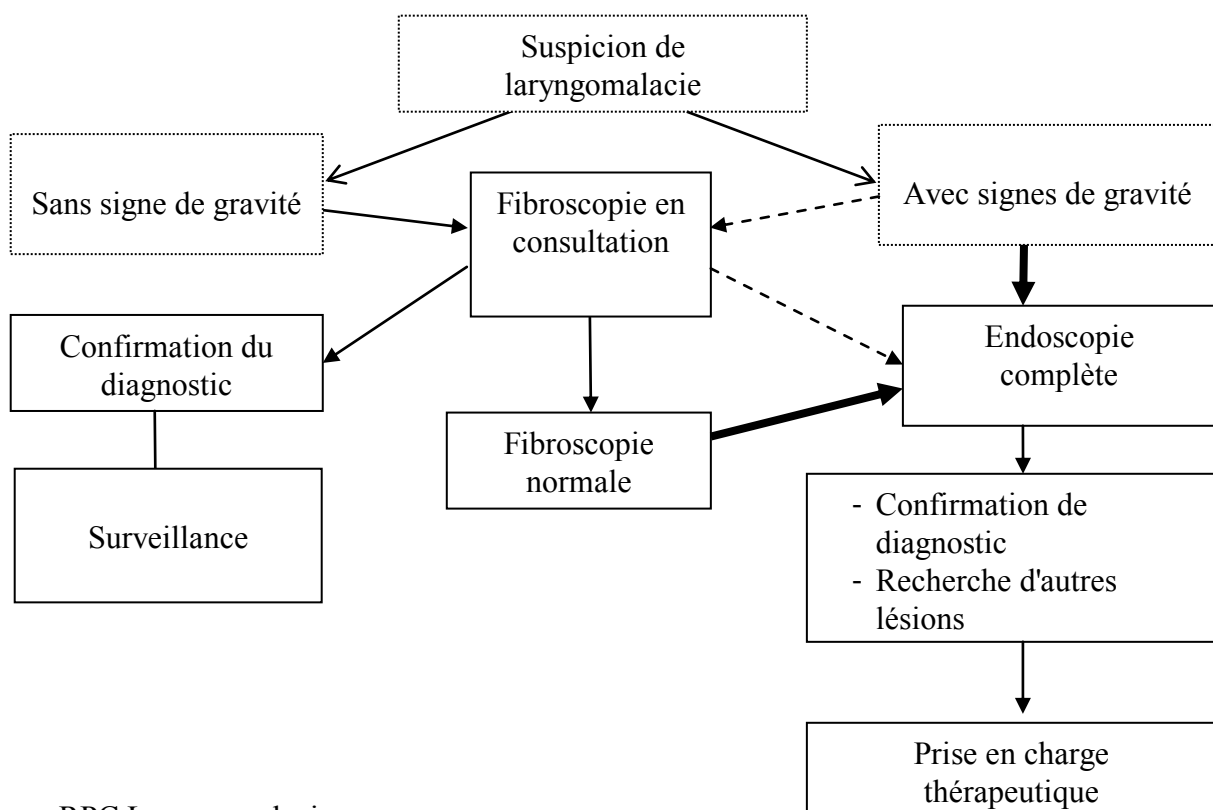 Suspicion de
laryngomalacie
Sans signe de gravité
Fibroscopie en
consultation
Avec signes de gravité
Confirmation du
diagnostic
Endoscopie
complète
Fibroscopie
normale
Surveillance
- Confirmation de
diagnostic
- Recherche d'autres
lésions
Prise en charge
thérapeutique